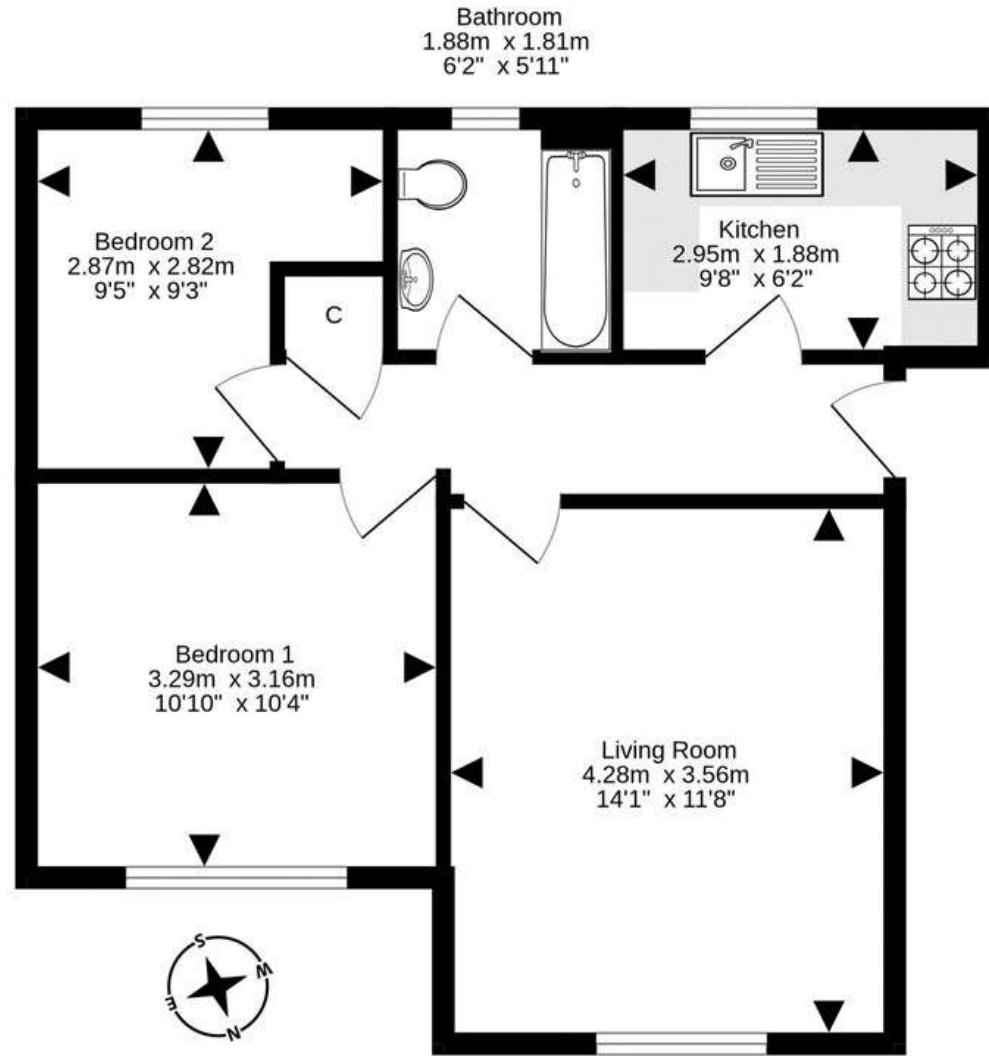 Bathroom
1.88m x 1.81m
6'2" x 5'11"
Bedroom 2
2.87m x 2.82m
9'5" x 9'3"
C
Kitchen
2.95m x 1.88m
9'8" x 6'2"
Bedroom 1
3.29m x 3.16m
10'10" x 10'4"
Living Room
4.28m x 3.56m
14'1" x 11'8"
S
W
E
N